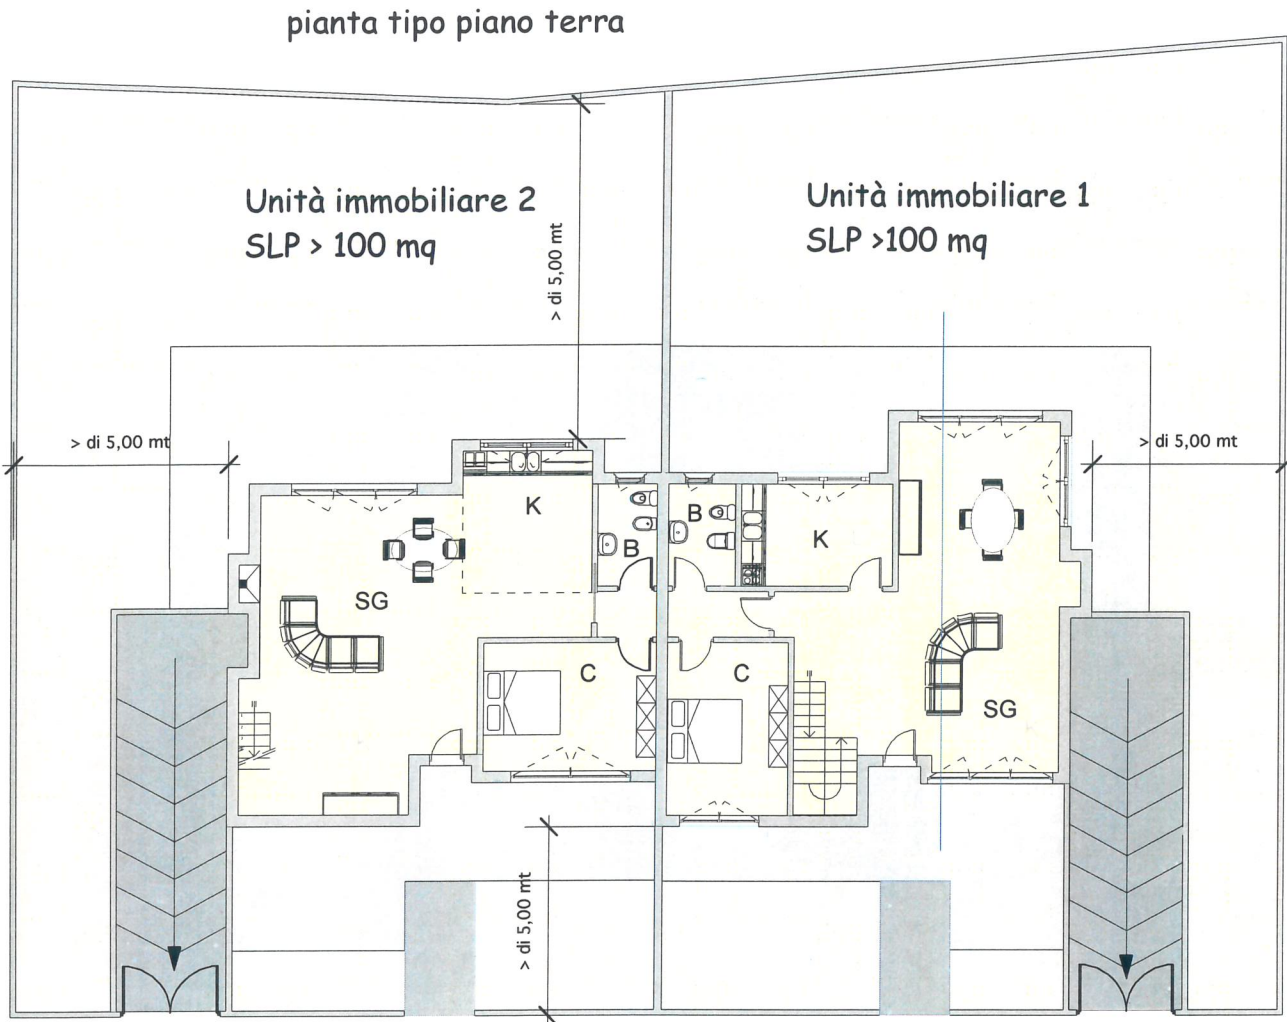 pianta tipo piano terra
Unità immobiliare 2
SLP > 100 mq
Unità immobiliare 1
SLP >100 mq
> di 5,00 mt
> di 5,00 mt
> di 5,00 mt
K
B
B
K
SG
C
C
SG
> di 5,00 mt